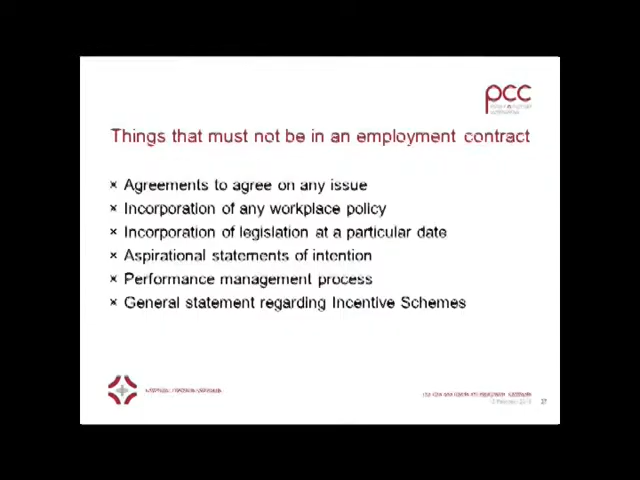 pcc
Things that must not be in an employment contract
× Agreements to agree on any issue
× Incorporation of any workplace policy
× Incorporation of legislation at a particular date
× Aspirational statements of intention
× Performance management process
× General statement regarding Incentive Schemes
27